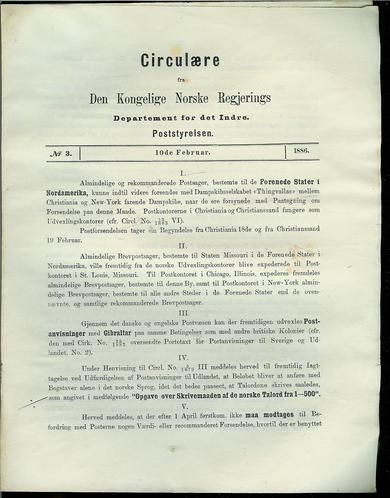 Circulære
fra
Den Kongelige Norske Regjerings
Departement for det Indre.
Poststyrelsen.
№ 3. 10de Februar. 1886.
I.
Almindelige og rekommanderede Postsager, bestemte til de Forenede Stater i
Nordamerika, kunne indtil videre forsendes med Dampskibsselskabet «Thingvallas» mellem
Christiania og New-York farende Dampskibe, naar de ere forsynede med Paategning om
Forsendelse paa denne Maade. Postkontorerne i Christiania og Christianssand fungere som
Udvexlingskontorer (cfr. Circl. No. VI).
Postforsendelsen tager sin Begyndelse fra Christiania 18de og fra Christianssand
19 Februar.
II.
Almindelige Brevpostsager, bestemte til Staten Missouri i de Forenede Stater i
Nordamerika, ville fremtidig fra de norske Udvexlingskontorer blive expederede til Post-
kontoret i St. Louis, Missouri. Til Postkontoret i Chicago, Illinois, expederes fremdeles
almindelige Brevpostsager, bestemte til denne By, samt til Postkontoret i New-York almin-
delige Brevpostsager, bestemte til alle andre Steder i de Forenede Stater end de oven-
nævnte, og samtlige rekommanderede Brevpostsager.
III.
Gjennem det danske og engelske Postvæsen kan der fremtidigen udvexles Post-
anvisninger med Gibraltar paa samme Betingelser som med andre britiske Kolonier (cfr.
den med Cirk. No. oversendte Portotaxt for Postanvisninger til Sverige og Ud-
landet, No. 2).
IV.
Under Henvisning til Circl. No. III meddeles herved til fremtidig Iagt-
tagelse ved Udfærdigelsen af Postanvisninger til Udlandet, at Beløbet bliver at anføre med
Bogstaver alene i det norske Sprog, idet det bedes passet, at Talordene skrives saaledes,
som angivet i medfølgende "Opgave over Skrivemaaden af de norske Talord fra 1—500".
V.
Herved meddeles, at der efter 1 April førstkom. ikke maa modtages til Be-
fordring med Posterne nogen Værdi- eller recommanderet Forsendelse, hvortil der er benyttet